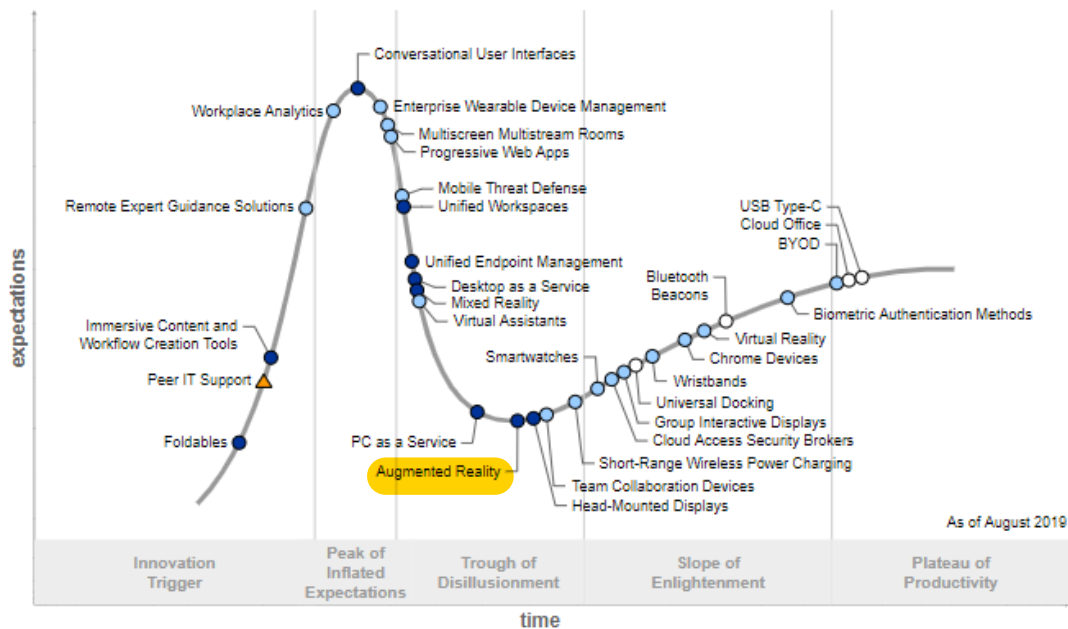 Conversational User Interfaces
Workplace Analytics
Enterprise Wearable Device Management
Multiscreen Multistream Rooms
Progressive Web Apps
Mobile Threat Defense
Remote Expert Guidance Solutions
Unified Workspaces
USB Type-C
Cloud Office
BYOD
Unified Endpoint Management
Desktop as a Service
Mixed Reality
Virtual Assistants
Bluetooth
Beacons
Biometric Authentication Methods
Immersive Content and
Workflow Creation Tools
Virtual Reality
Smartwatches
Chrome Devices
Peer IT Support
Wristbands
Universal Docking
Group Interactive Displays
Foldables
PC as a Service
Cloud Access Security Brokers
Short-Range Wireless Power Charging
Augmented Reality
Team Collaboration Devices
Head-Mounted Displays
expectations
As of August 2019
Innovation
Trigger
Peak of
Inflated
Expectations
Trough of
Disillusionment
Slope of
Enlightenment
Plateau of
Productivity
time